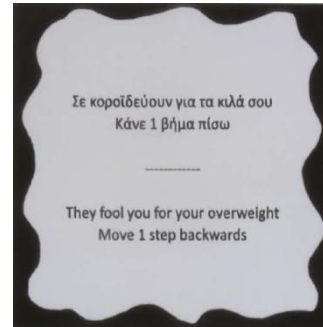 Σε κοροϊδεύουν για τα κιλά σου
Κάνε 1 βήμα πίσω
------------
They fool you for your overweight
Move 1 step backwards